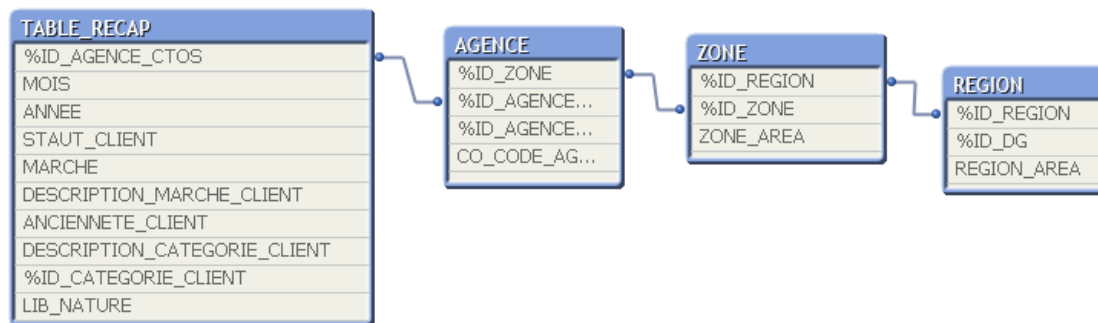 TABLE_RECAP
%ID_AGENCE_CTOS
MOIS
ANNEE
STAUT_CLIENT
MARCHE
DESCRIPTION_MARCHE_CLIENT
ANCIENNETE_CLIENT
DESCRIPTION_CATEGORIE_CLIENT
%ID_CATEGORIE_CLIENT
LIB_NATURE
AGENCE
%ID_ZONE
%ID_AGENCE...
%ID_AGENCE...
CO_CODE_AG...
ZONE
%ID_REGION
%ID_ZONE
ZONE_AREA
REGION
%ID_REGION
%ID_DG
REGION_AREA